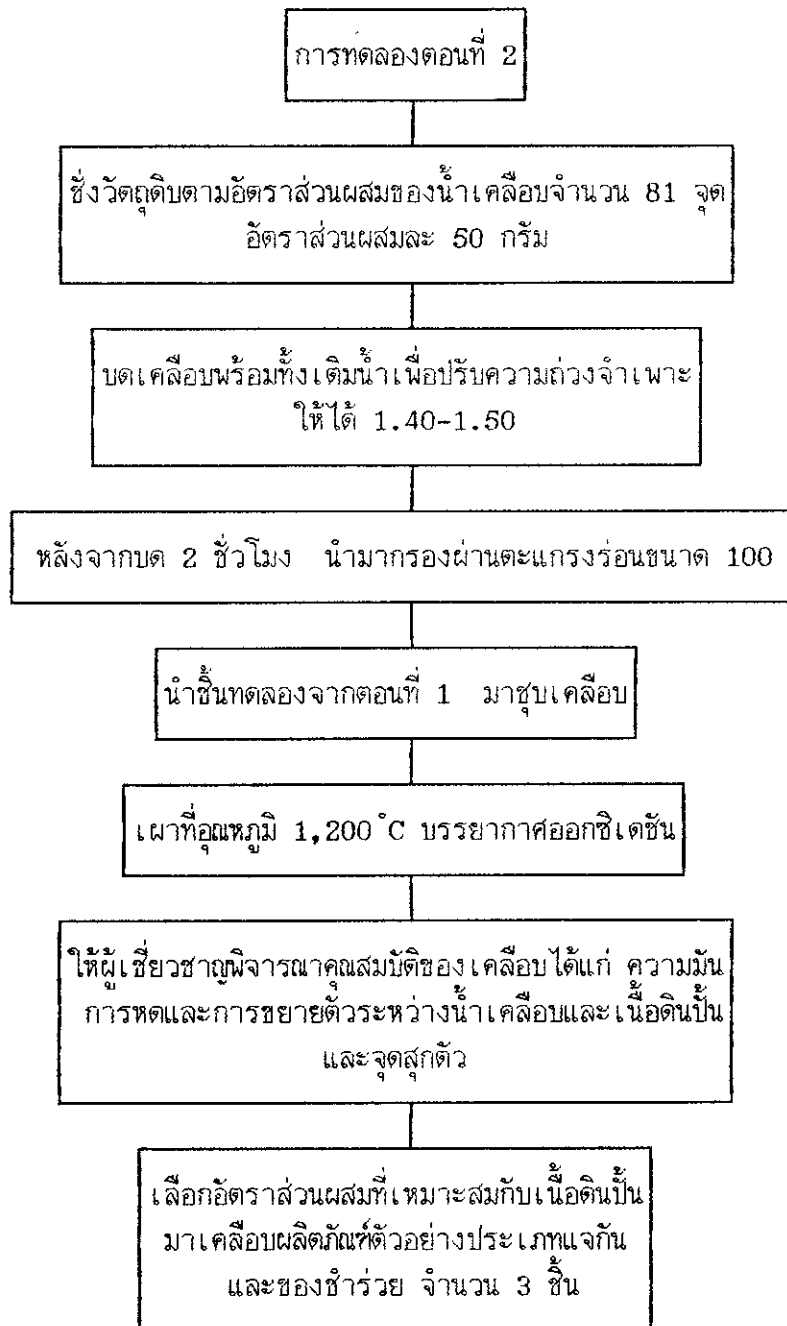 การทดลองตอนที่ 2
ชั่งวัตถุดิบตามอัตราส่วนผสมของน้ำเคลือบจำนวน 81 จุด
อัตราส่วนผสมละ 50 กรัม
บดเคลือบพร้อมทั้งเติมน้ำเพื่อปรับความถ่วงจำเพาะ
ให้ได้ 1.40-1.50
หลังจากบด 2 ชั่วโมง นำมากรองผ่านตะแกรงร่อนขนาด 100
นำชิ้นทดลองจากตอนที่ 1 มาชุบเคลือบ
เผาที่อุณหภูมิ 1,200°C บรรยากาศออกซิเดชัน
ให้ผู้เชี่ยวชาญพิจารณาคุณสมบัติของเคลือบได้แก่ ความมัน
การหดและการขยายตัวระหว่างน้ำเคลือบและเนื้อดินปั้น
และจุดสุกตัว
เลือกอัตราส่วนผสมที่เหมาะสมกับเนื้อดินปั้น
มาเคลือบผลิตภัณฑ์ตัวอย่างประเภทแจกัน
และของชำร่วย จำนวน 3 ชิ้น